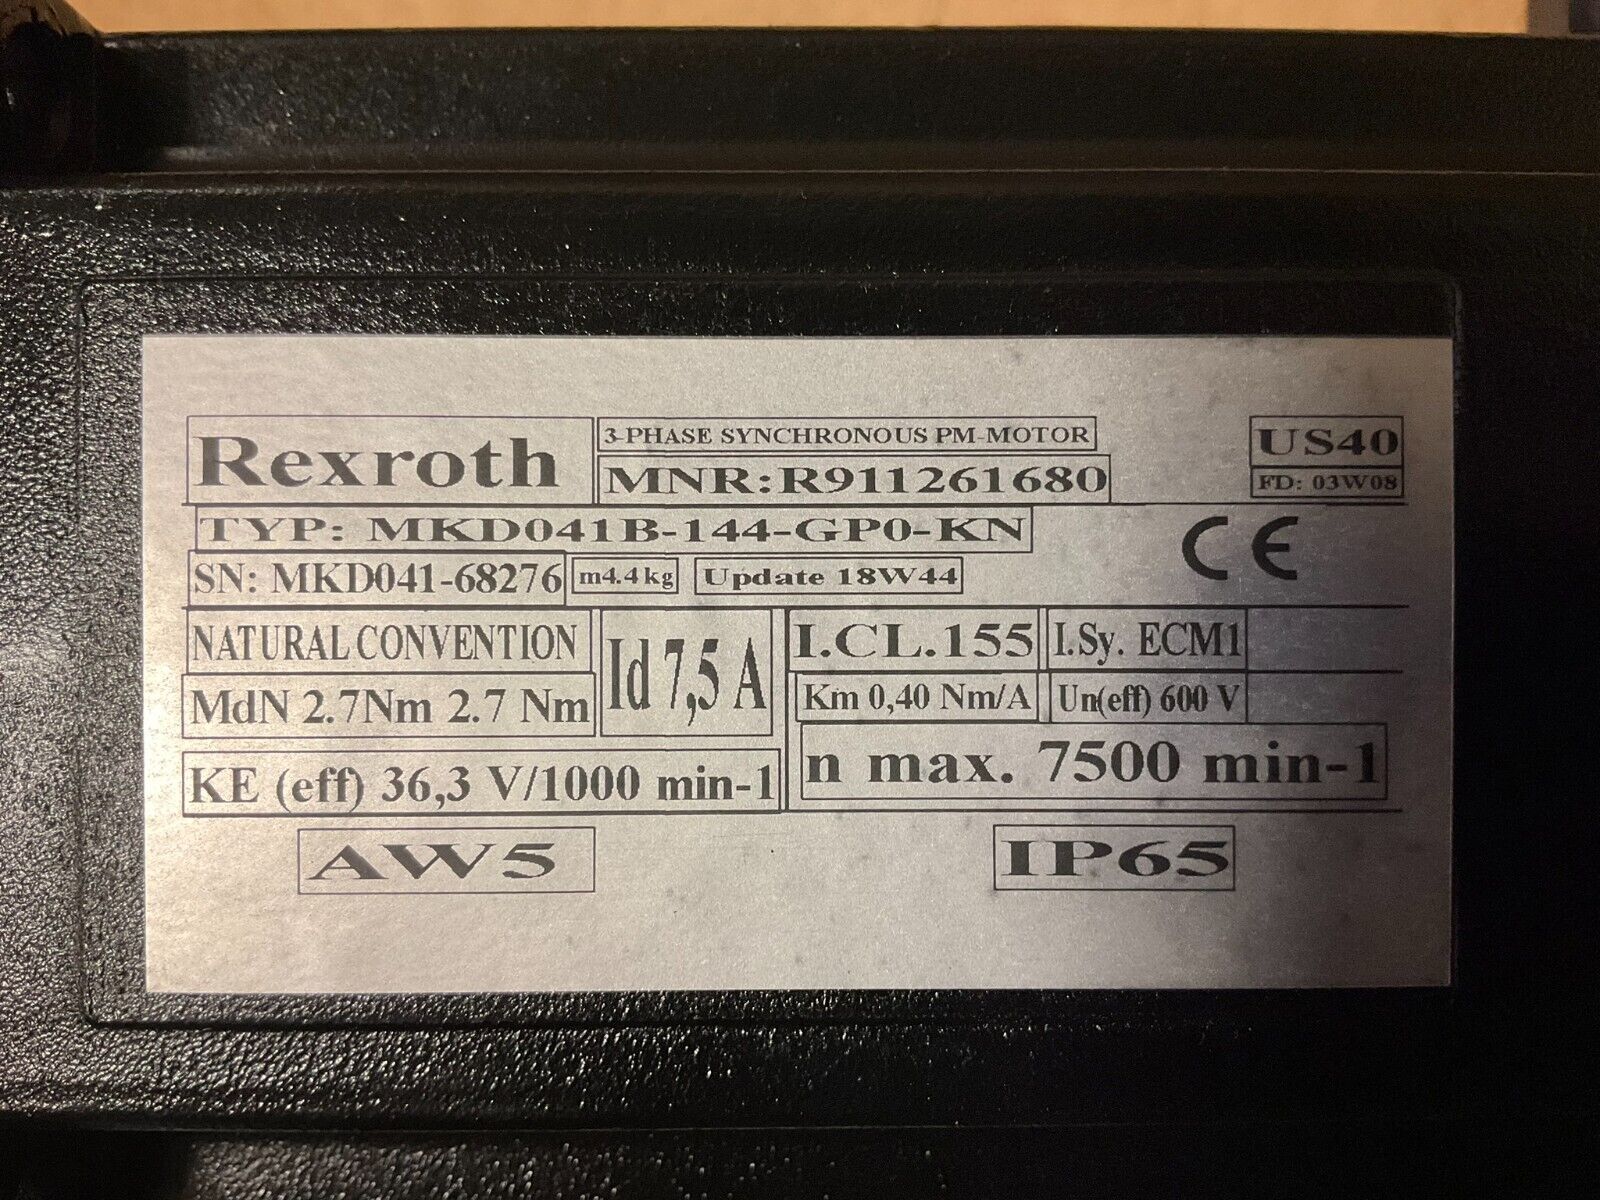 Rexroth
3-PHASE SYNCHRONOUS PM-MOTOR
MNR:R911261680
US40
FD: 03W08
TYP: MKD041B-144-GP0-KN
CE
SN: MKD041-68276
m4.4kg
Update 18W44
NATURAL CONVENTION
Id 7,5 A
I.CL.155
I.Sy. ECM1
MdN 2.7Nm 2.7 Nm
Km 0,40 Nm/A
Un(eff) 600 V
KE (eff) 36,3 V/1000 min-1
n max. 7500 min-1
AW5
IP65